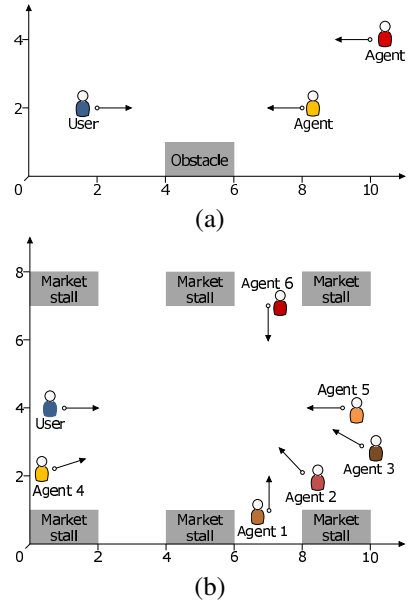 4
Agent
2
User
Agent
Obstacle
0 2 4 6 8 10
(a)
8
Market stall
Market stall
Agent 6
Market stall
6
4
User
Agent 5
Agent 4
Agent 3
2
Agent 2
Agent 1
Market stall
Market stall
Market stall
0 2 4 6 8 10
(b)